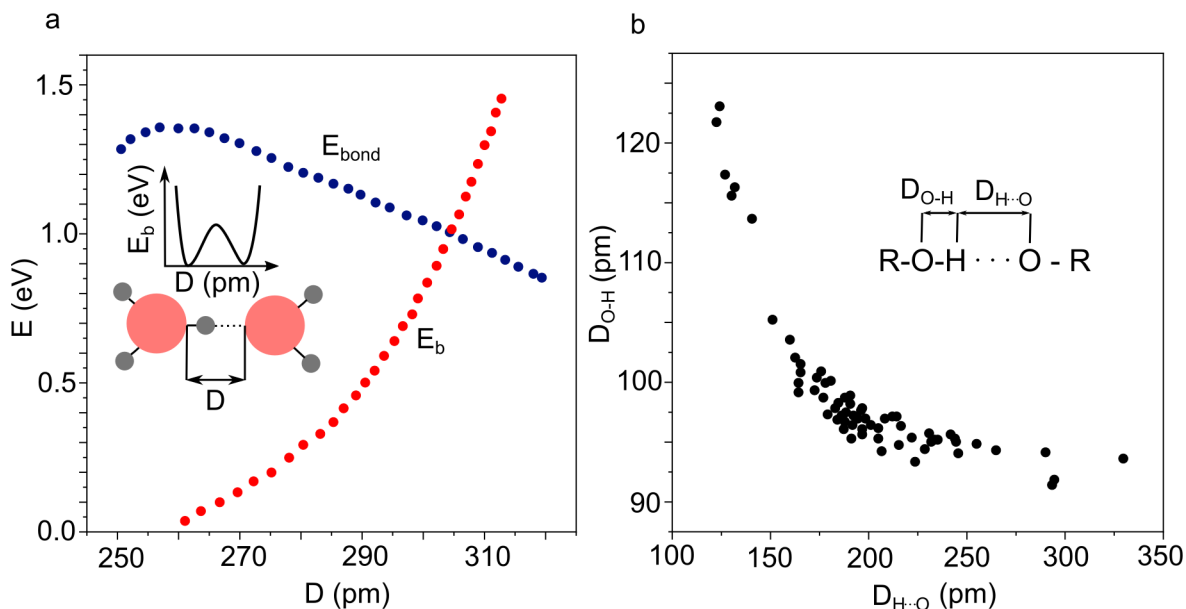 a
E (eV)
1.5
1.0
0.5
0.0
250
270
290
310
D (pm)
E_bond
E_b
E_b (eV)
D (pm)
D
b
D_O-H (pm)
120
110
100
90
100
150
200
250
300
350
D_H...O (pm)
D_O-H
D_H...O
R-O-H ····O - R